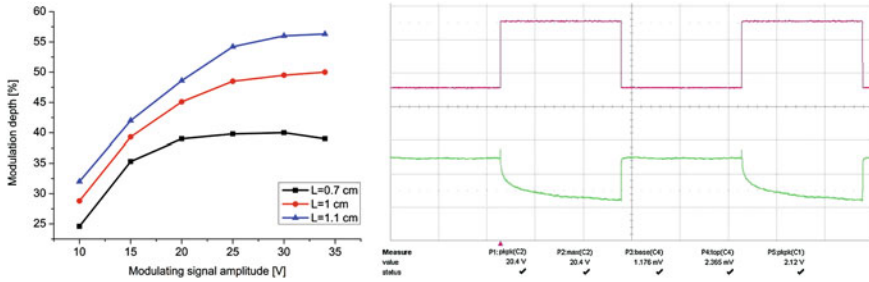 60
55
50
45
40
35
30
25
Modulation depth [%]
L=0.7 cm
L=1 cm
L=1.1 cm
10 15 20 25 30 35
Modulating signal amplitude [V]
Measure P1:pkpk(C2) P2:max(C2) P3:base(C4) P4:top(C4) P5:pkpk(C1)
value 20.4 V 20.4 V 1.176 mV 2.365 mV 2.12 V
status ✔ ✔ ✔ ✔ ✔